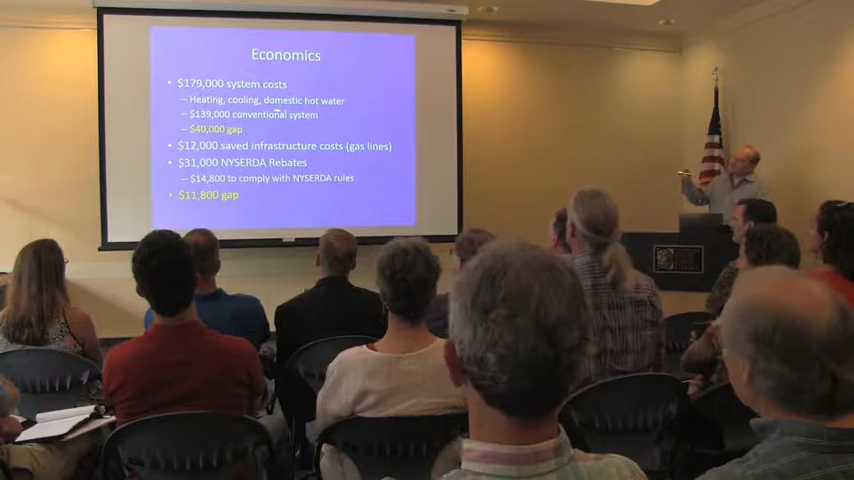 Economics
• $179,000 system costs
– Heating, cooling, domestic hot water
– $139,000 conventional system
– $40,000 gap
• $12,000 saved infrastructure costs (gas lines)
• $31,000 NYSERDA Rebates
– $14,800 to comply with NYSERDA rules
• $11,800 gap